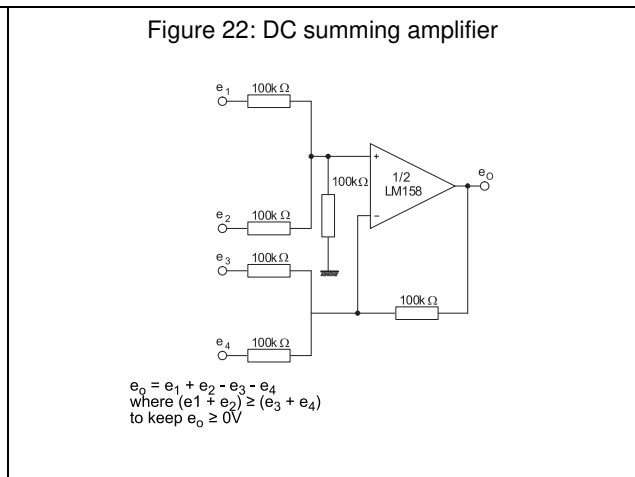 Figure 22: DC summing amplifier
e1 100kΩ
+
1/2
LM158
eO
100kΩ
-
e2 100kΩ
e3 100kΩ
100kΩ
e4 100kΩ
eo = e1 + e2 - e3 - e4
where (e1 + e2) ≥ (e3 + e4)
to keep eo ≥ 0V